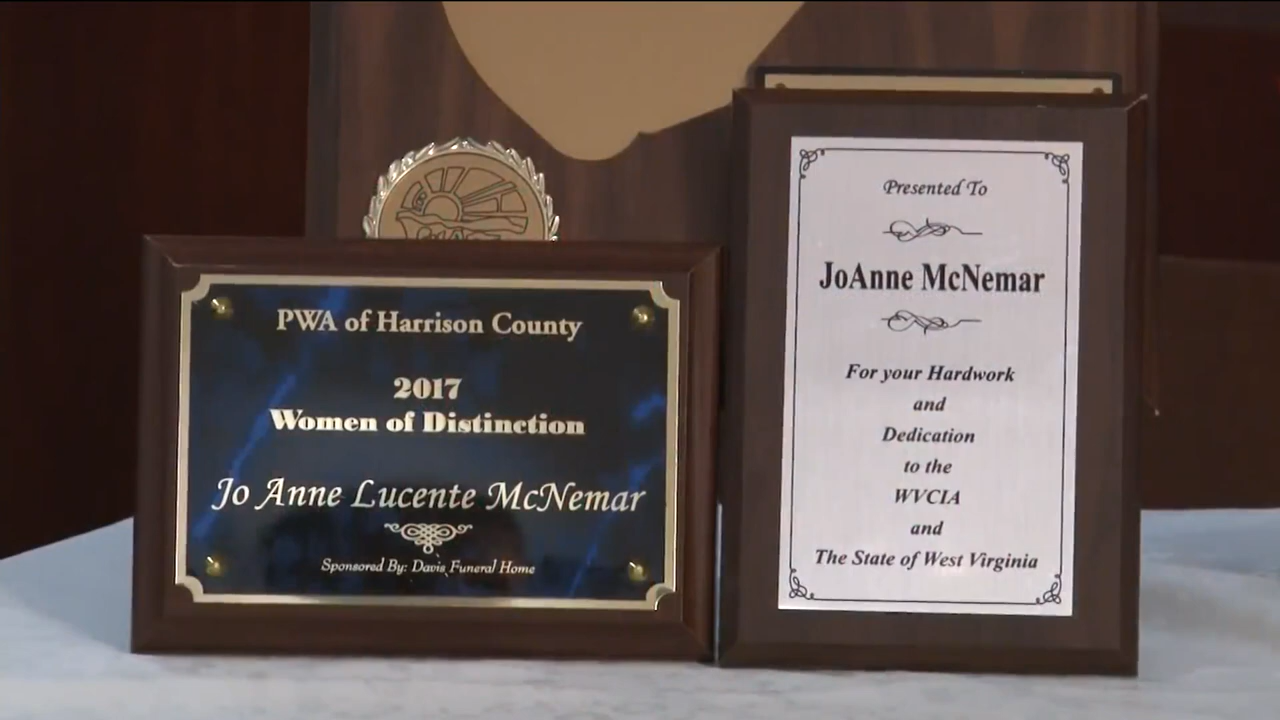 PWA of Harrison County
2017
Women of Distinction
Jo Anne Lucente McNemar
Sponsored By: Davis Funeral Home
Presented To
JoAnne McNemar
For your Hardwork
and
Dedication
to the
WVCIA
and
The State of West Virginia